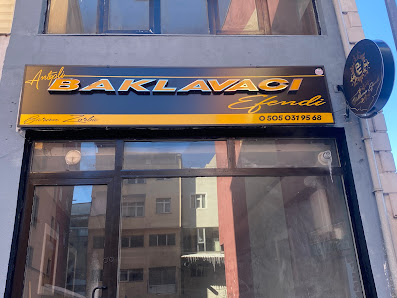 Antepli
BAKLAVACI
Efendi
0 505 031 95 68